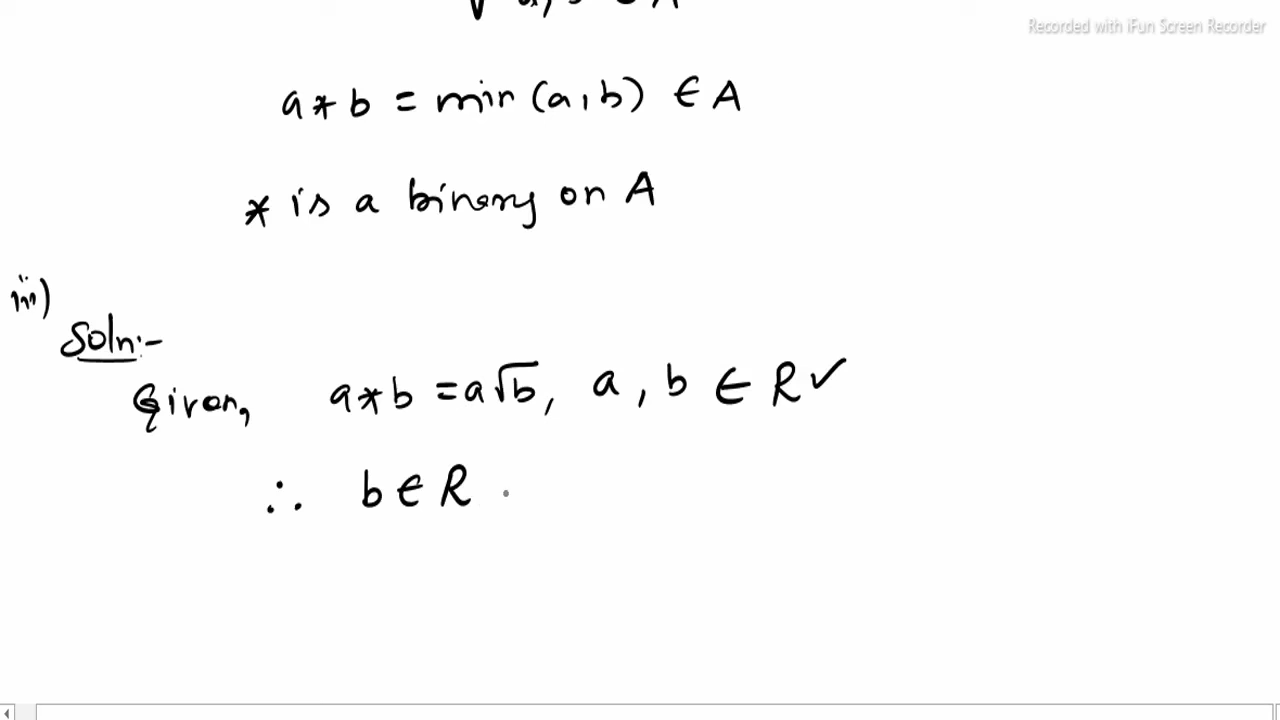 Recorded with iFun Screen Recorder
a * b = min (a, b) ∈ A
* is a binary on A
iii)
Soln:-
Given, a * b = a√b, a, b ∈ R ✓
∴ b ∈ R